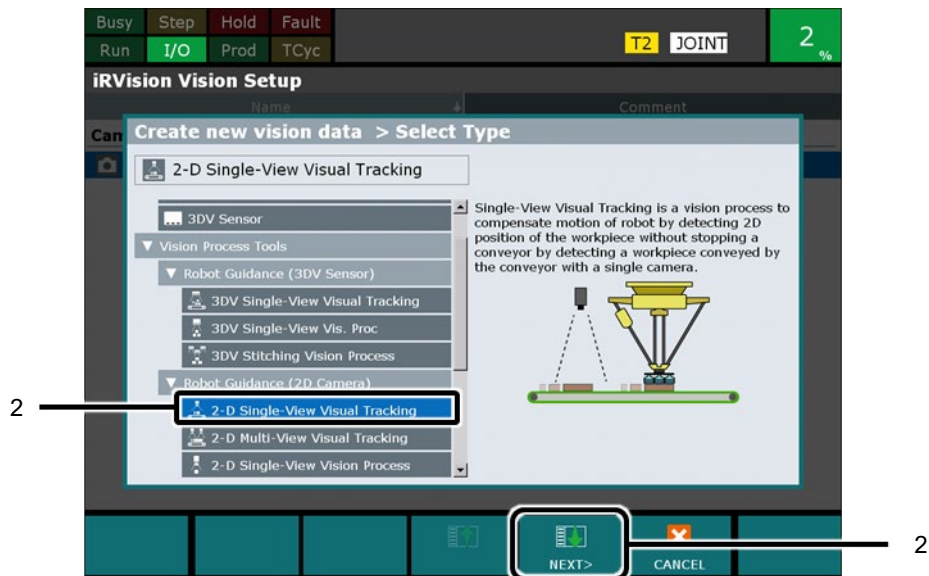 Busy Step Hold Fault
Run I/O Prod TCyc
T2 JOINT
2 %
iRVision Vision Setup
Name Comment
Cam
Create new vision data > Select Type
2-D Single-View Visual Tracking
3DV Sensor
Vision Process Tools
Robot Guidance (3DV Sensor)
3DV Single-View Visual Tracking
3DV Single-View Vis. Proc
3DV Stitching Vision Process
Robot Guidance (2D Camera)
2-D Single-View Visual Tracking
2-D Multi-View Visual Tracking
2-D Single-View Vision Process
Single-View Visual Tracking is a vision process to
compensate motion of robot by detecting 2D
position of the workpiece without stopping a
conveyor by detecting a workpiece conveyed by
the conveyor with a single camera.
2
NEXT>
CANCEL
2